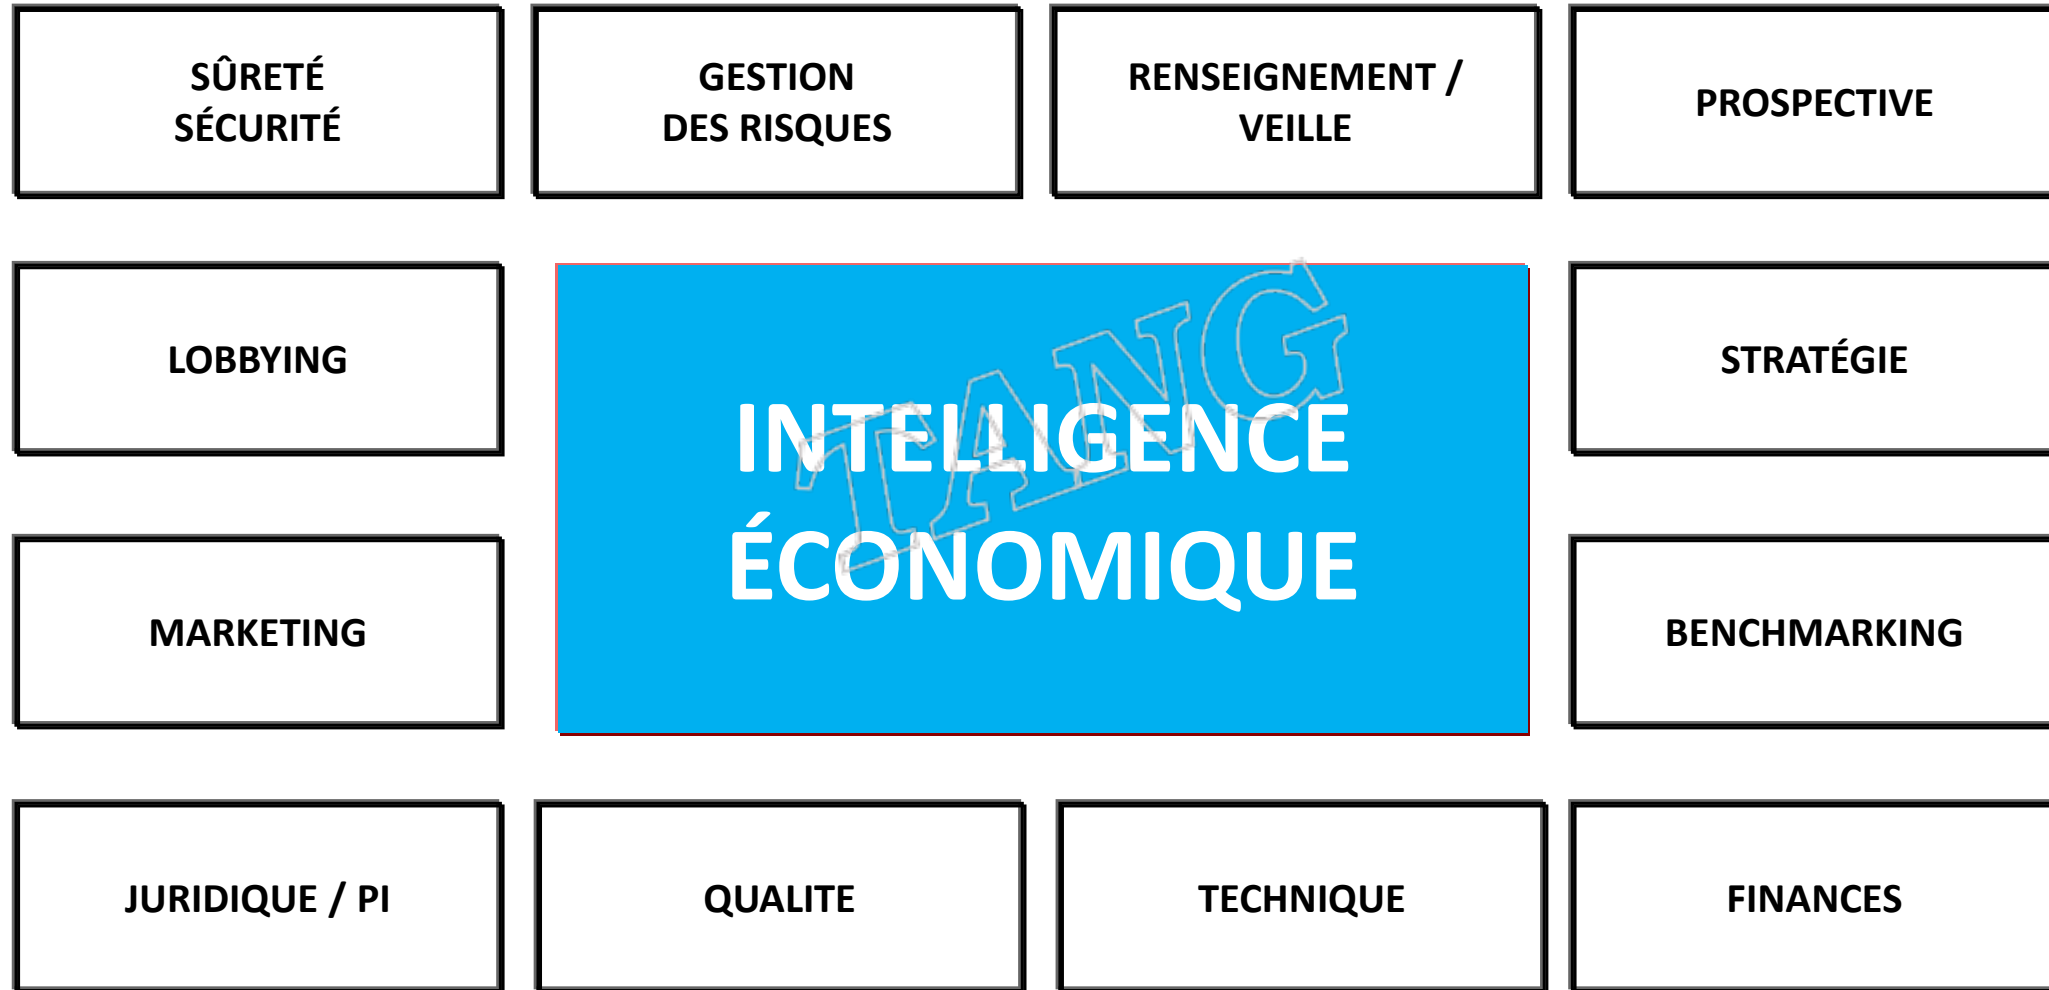 SÛRETÉ
SÉCURITÉ
GESTION
DES RISQUES
RENSEIGNEMENT /
VEILLE
PROSPECTIVE
LOBBYING
INTELLIGENCE
ÉCONOMIQUE
TANG
STRATÉGIE
MARKETING
BENCHMARKING
JURIDIQUE / PI
QUALITE
TECHNIQUE
FINANCES